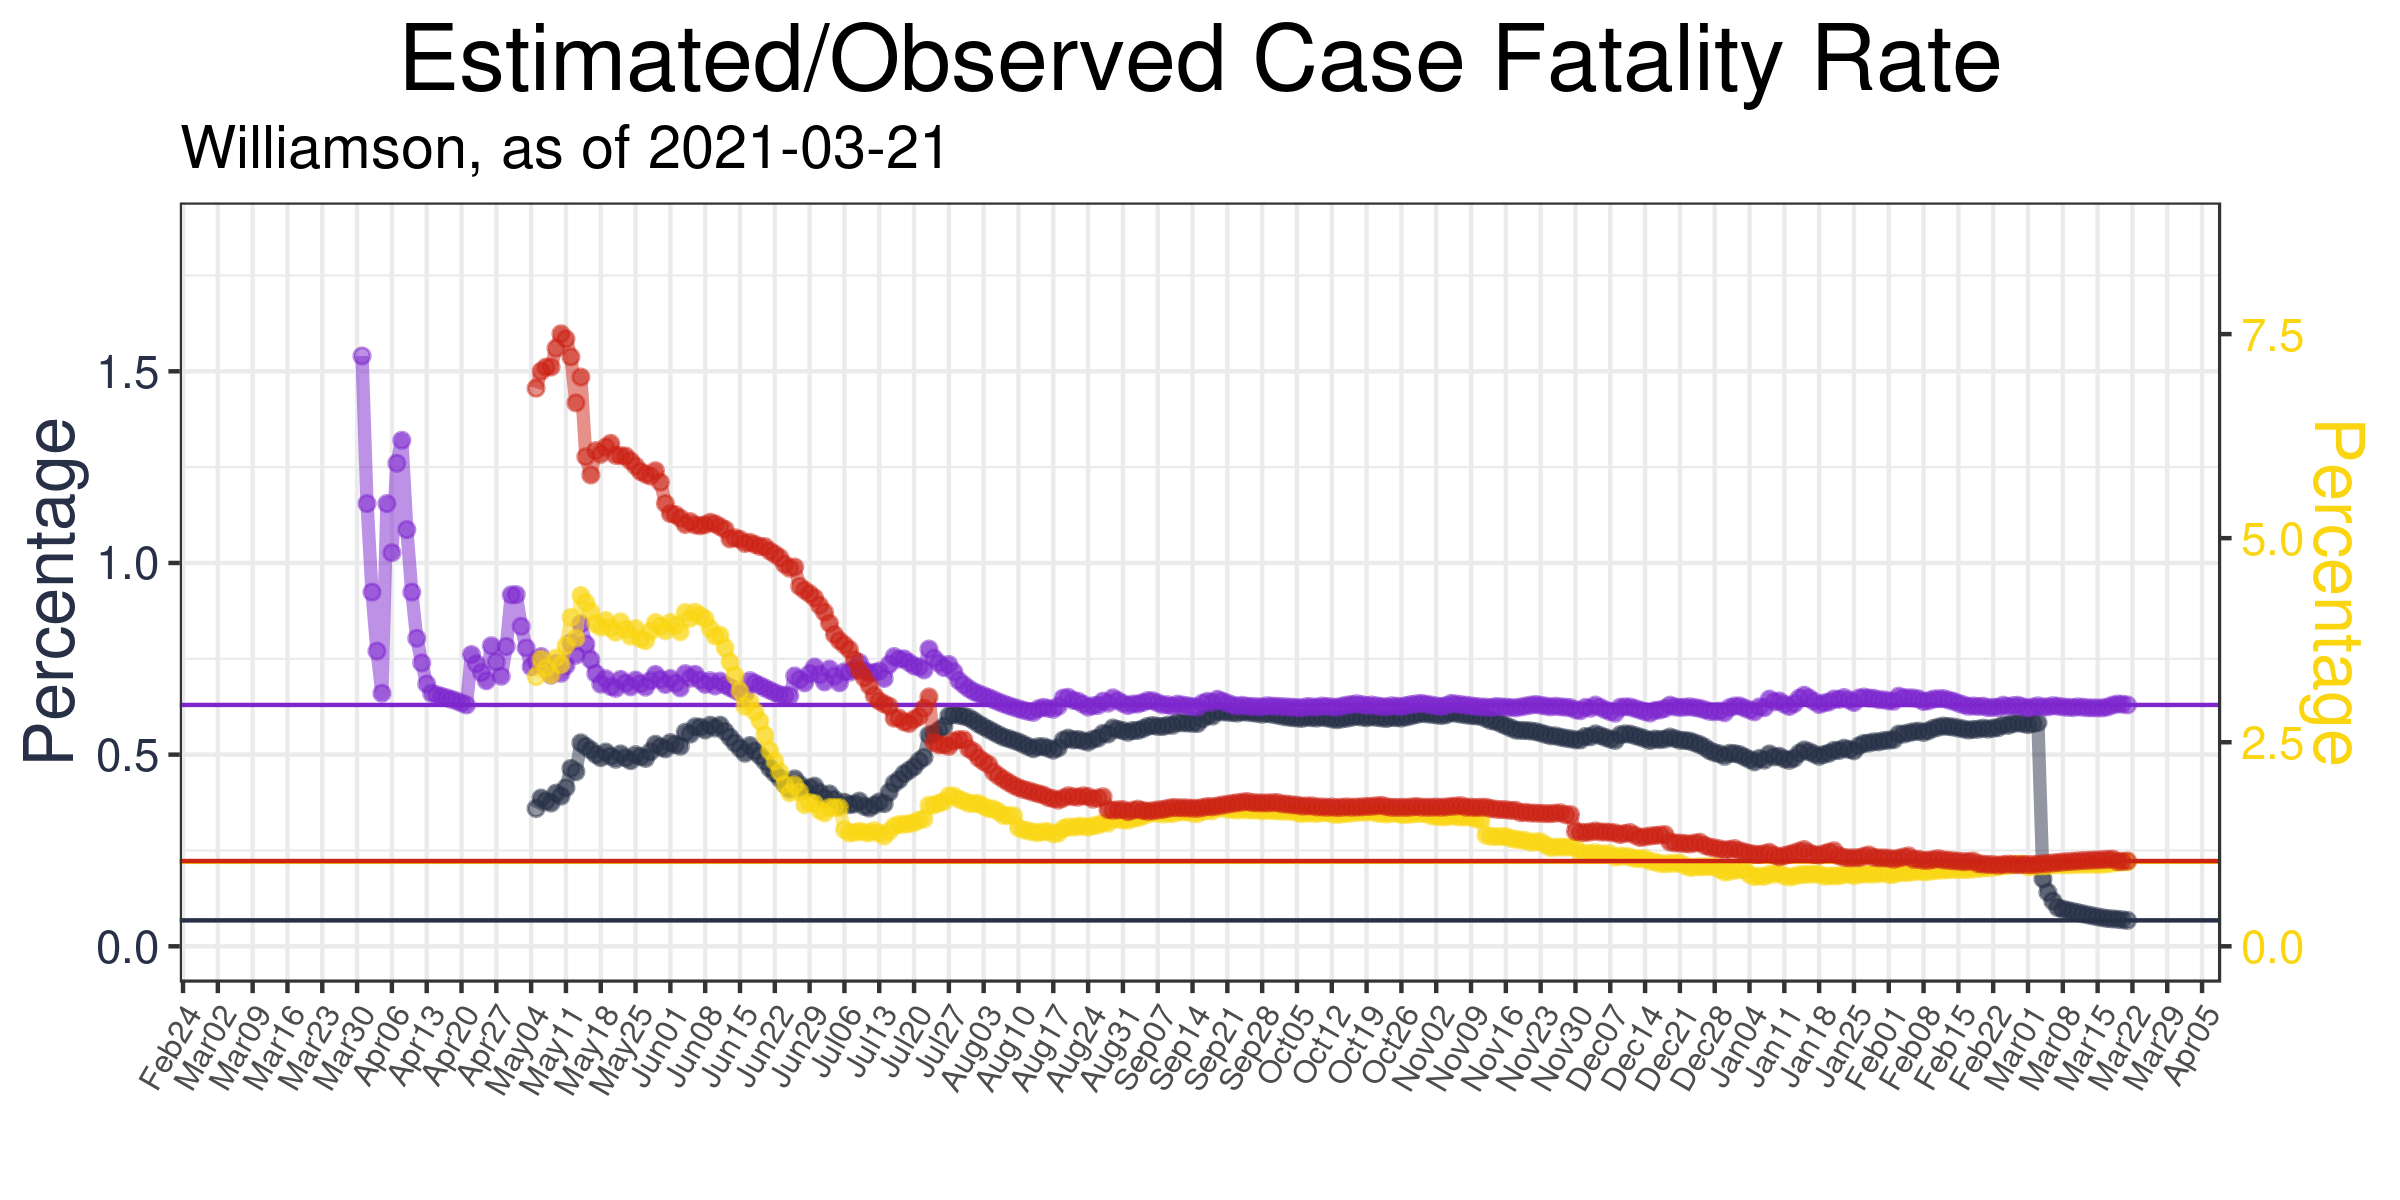 Estimated/Observed Case Fatality Rate
Williamson, as of 2021-03-21
Percentage
1.5
1.0
0.5
0.0
7.5
5.0
2.5
0.0
Percentage
Feb24
Mar02
Mar09
Mar16
Mar23
Mar30
Apr06
Apr13
Apr20
Apr27
May04
May11
May18
May25
Jun01
Jun08
Jun15
Jun22
Jun29
Jul06
Jul13
Jul20
Jul27
Aug03
Aug10
Aug17
Aug24
Aug31
Sep07
Sep14
Sep21
Sep28
Oct05
Oct12
Oct19
Oct26
Nov02
Nov09
Nov16
Nov23
Nov30
Dec07
Dec14
Dec21
Dec28
Jan04
Jan11
Jan18
Jan25
Feb01
Feb08
Feb15
Feb22
Mar01
Mar08
Mar15
Mar22
Mar29
Apr05